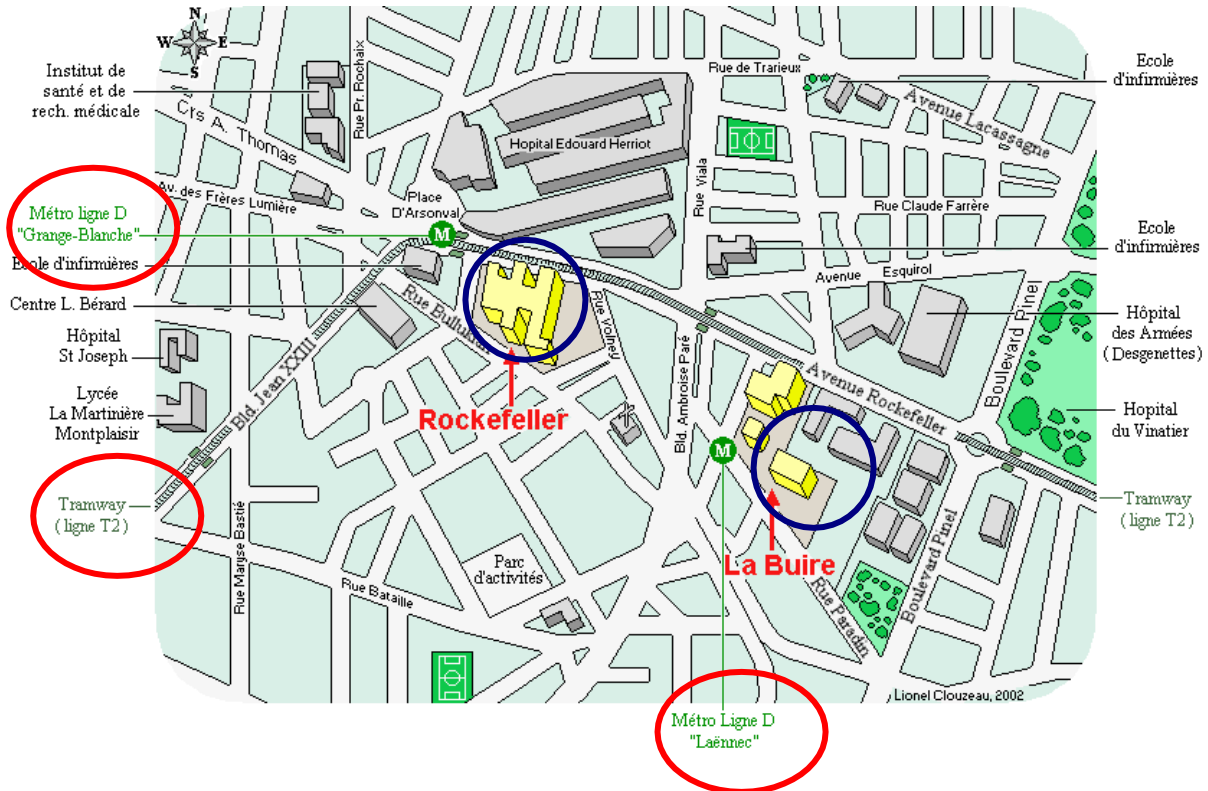 N
W E
S
Institut de
santé et de
rech. médicale
Crs A. Thomas
Rue Pr. Rochaix
Av. des Frères Lumière
Place
D'Arsonval
Hopital Edouard Herriot
Rue de Trarieux
Ecole
d'infirmières
Avenue Lacassagne
Rue Viala
Rue Claude Farrère
Métro ligne D
"Grange-Blanche"
M
Ecole d'infirmières
Centre L. Bérard
Hôpital
St Joseph
Lycée
La Martinière
Montplaisir
Ecole
d'infirmières
Avenue Esquirol
Boulevard Pinel
Hôpital
des Armées
(Desgenettes)
Hopital
du Vinatier
Rue Bullukian
Rue Volney
Bld. Ambroise Paré
Avenue Rockefeller
Bld. Jean XXIII
Rockefeller
M
La Buire
Tramway
(ligne T2)
Tramway
(ligne T2)
Rue Maryse Bastié
Rue Bataille
Parc
d'activités
Rue Paradin
Boulevard Pinel
Lionel Clouzeau, 2002
Métro Ligne D
"Laënnec"